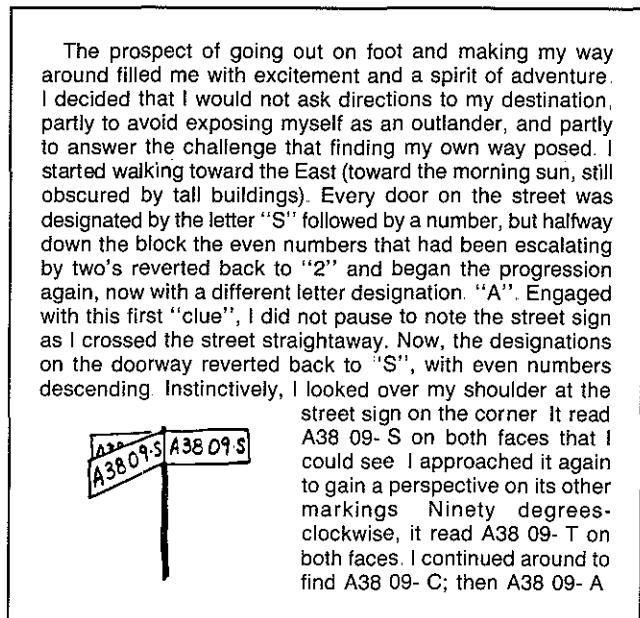 The prospect of going out on foot and making my way
around filled me with excitement and a spirit of adventure.
I decided that I would not ask directions to my destination,
partly to avoid exposing myself as an outlander, and partly
to answer the challenge that finding my own way posed. I
started walking toward the East (toward the morning sun, still
obscured by tall buildings). Every door on the street was
designated by the letter "S" followed by a number, but halfway
down the block the even numbers that had been escalating
by two's reverted back to "2" and began the progression
again, now with a different letter designation. "A". Engaged
with this first "clue", I did not pause to note the street sign
as I crossed the street straightaway. Now, the designations
on the doorway reverted back to "S", with even numbers
descending. Instinctively, I looked over my shoulder at the
street sign on the corner It read
A38 09- S on both faces that I
could see I approached it again
to gain a perspective on its other
markings Ninety degrees-
clockwise, it read A38 09- T on
both faces. I continued around to
find A38 09- C; then A38 09- A
A38
A38 09·S
A38 09·S